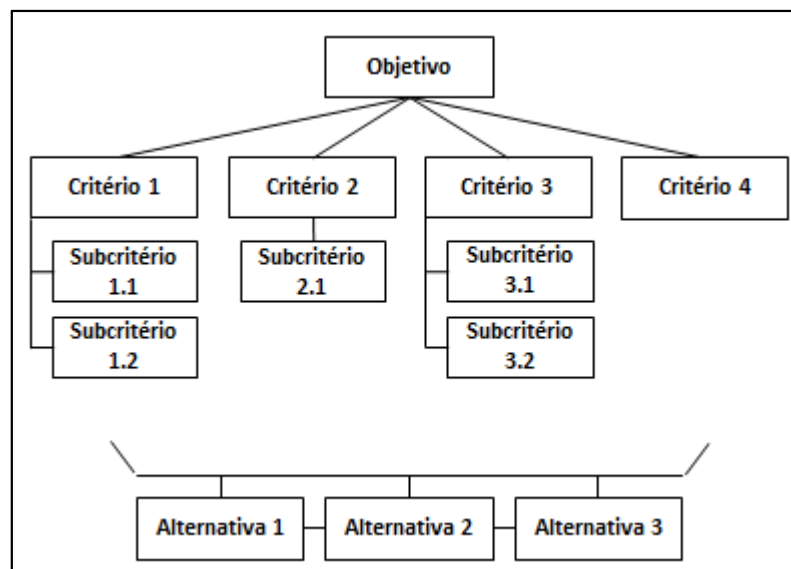 Objetivo
Critério 1
Critério 2
Critério 3
Critério 4
Subcritério
1.1
Subcritério
2.1
Subcritério
3.1
Subcritério
1.2
Subcritério
3.2
Alternativa 1
Alternativa 2
Alternativa 3